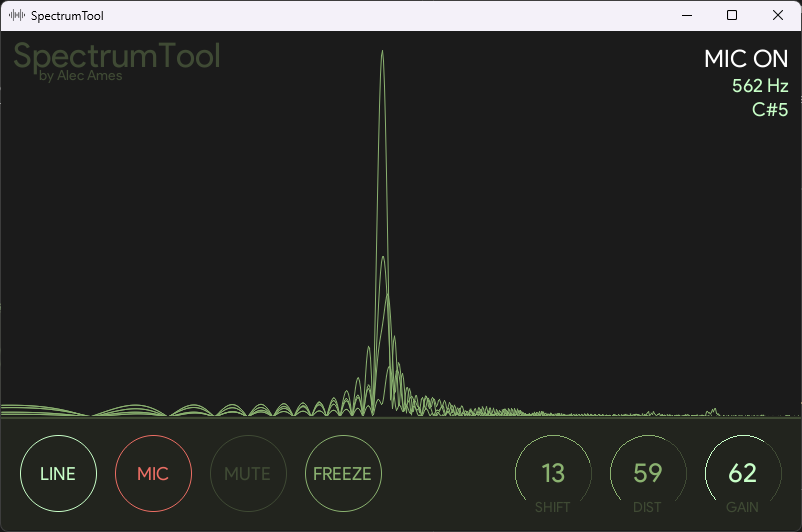 SpectrumTool
SpectrumTool
by Alec Ames
MIC ON
562 Hz
C#5
LINE
MIC
MUTE
FREEZE
13
59
62
SHIFT
DIST
GAIN